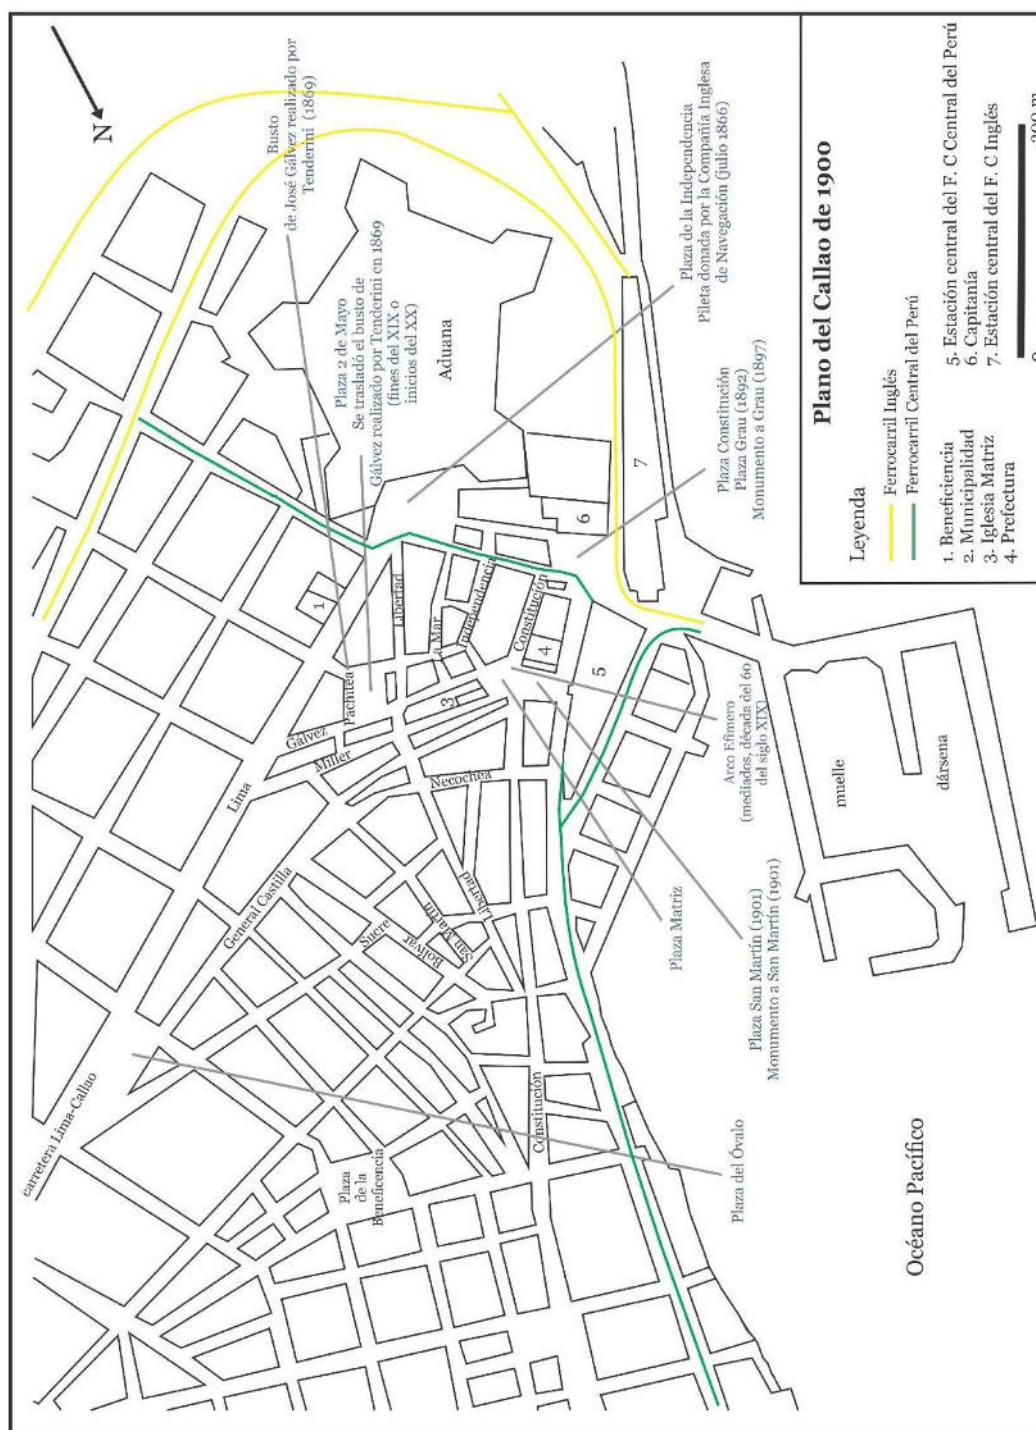 N
Busto
de José Gálvez realizado por
Tenderini (1869)
Plaza 2 de Mayo
Se trasladó el busto de
Gálvez realizado por Tenderini en 1869
(fines del XIX o
inicios del XX)
Aduana
Plaza de la Independencia
Pileta donada por la Compañía Inglesa
de Navegación (julio 1866)
Plaza Constitución
Plaza Grau (1892)
Monumento a Grau (1897)
7
6
1
Libertad
La Mar
Independencia
Constitución
4
5
3
Pachitea
Gálvez
Miller
Lima
Necochea
General Castilla
Sucre
Bolívar
San Martín
Libertad
Arco Efímero
(mediados, década del 60
del siglo XIX)
muelle
dársena
Plaza Matriz
Plaza San Martín (1901)
Monumento a San Martín (1901)
carretera Lima-Callao
Plaza
de la
Beneficencia
Constitución
Plaza del Óvalo
Océano Pacífico
Plano del Callao de 1900
Leyenda
Ferrocarril Inglés
Ferrocarril Central del Perú
1. Beneficiencia
2. Municipalidad
3. Iglesia Matriz
4. Prefectura
5. Estación central del F. C Central del Perú
6. Capitanía
7. Estación central del F. C Inglés